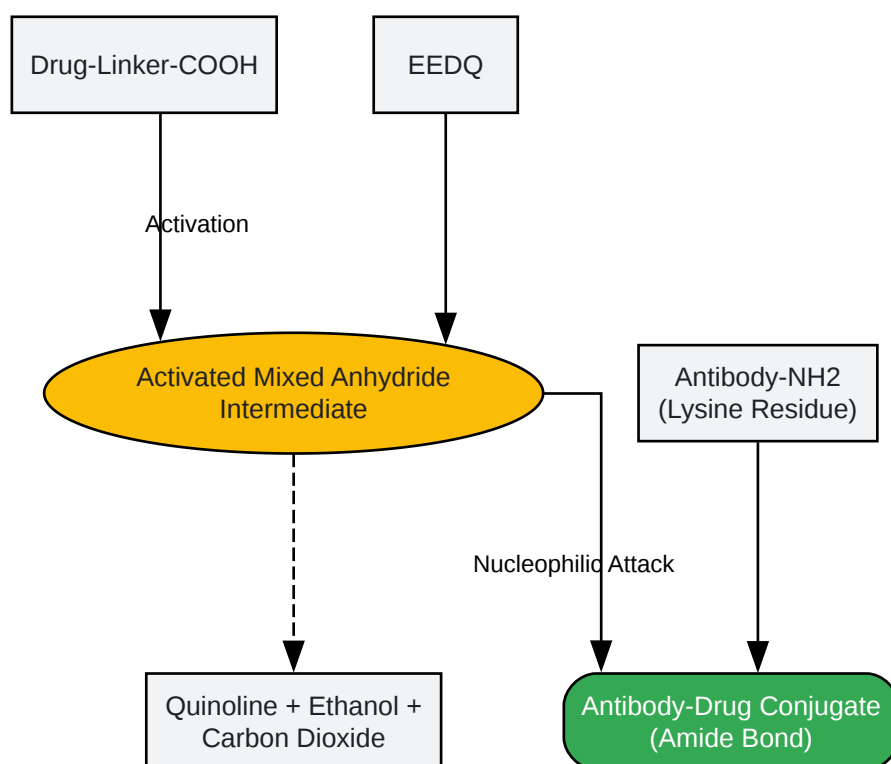 Drug-Linker-COOH
EEDQ
Activation
Activated Mixed Anhydride
Intermediate
Antibody-NH2
(Lysine Residue)
Nucleophilic Attack
Quinoline + Ethanol +
Carbon Dioxide
Antibody-Drug Conjugate
(Amide Bond)